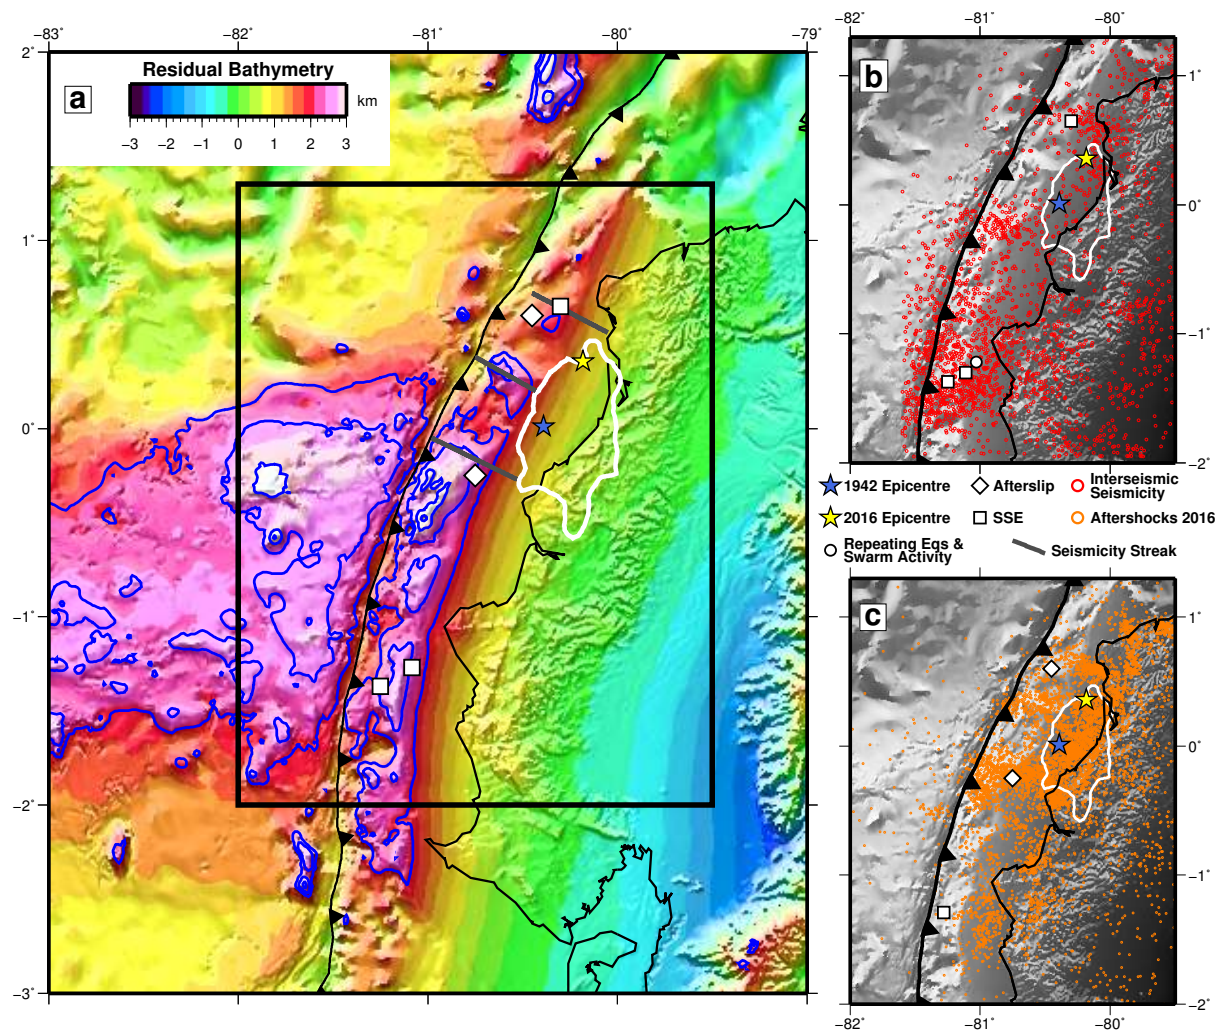 −83° −82° −81° −80° −79°
2°
1°
0°
−1°
−2°
−3°
a
Residual Bathymetry
km
−3 −2 −1 0 1 2 3
−82° −81° −80°
b
1°
0°
−1°
−2°
1942 Epicentre
Afterslip
Interseismic
Seismicity
2016 Epicentre
SSE
Aftershocks 2016
Repeating Eqs &
Swarm Activity
Seismicity Streak
c
1°
0°
−1°
−2°
−82° −81° −80°